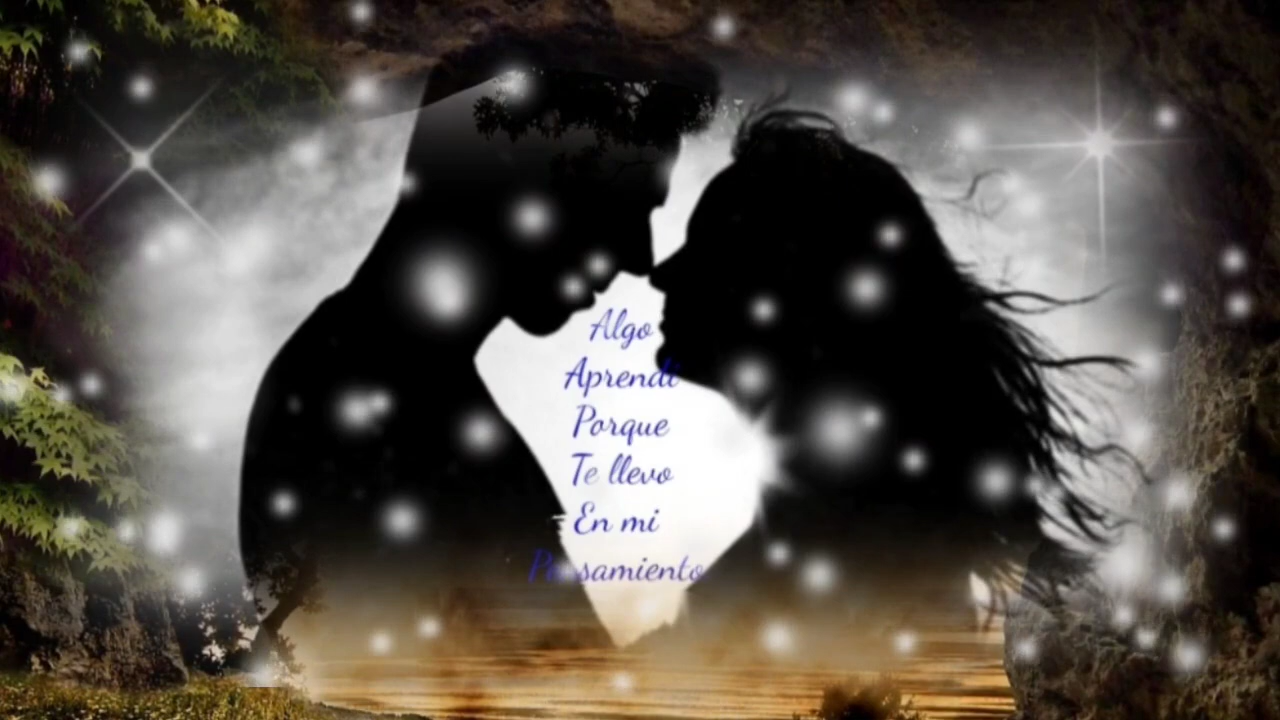 Algo
Aprendi
Porque
Te llevo
En mi
Pensamiento